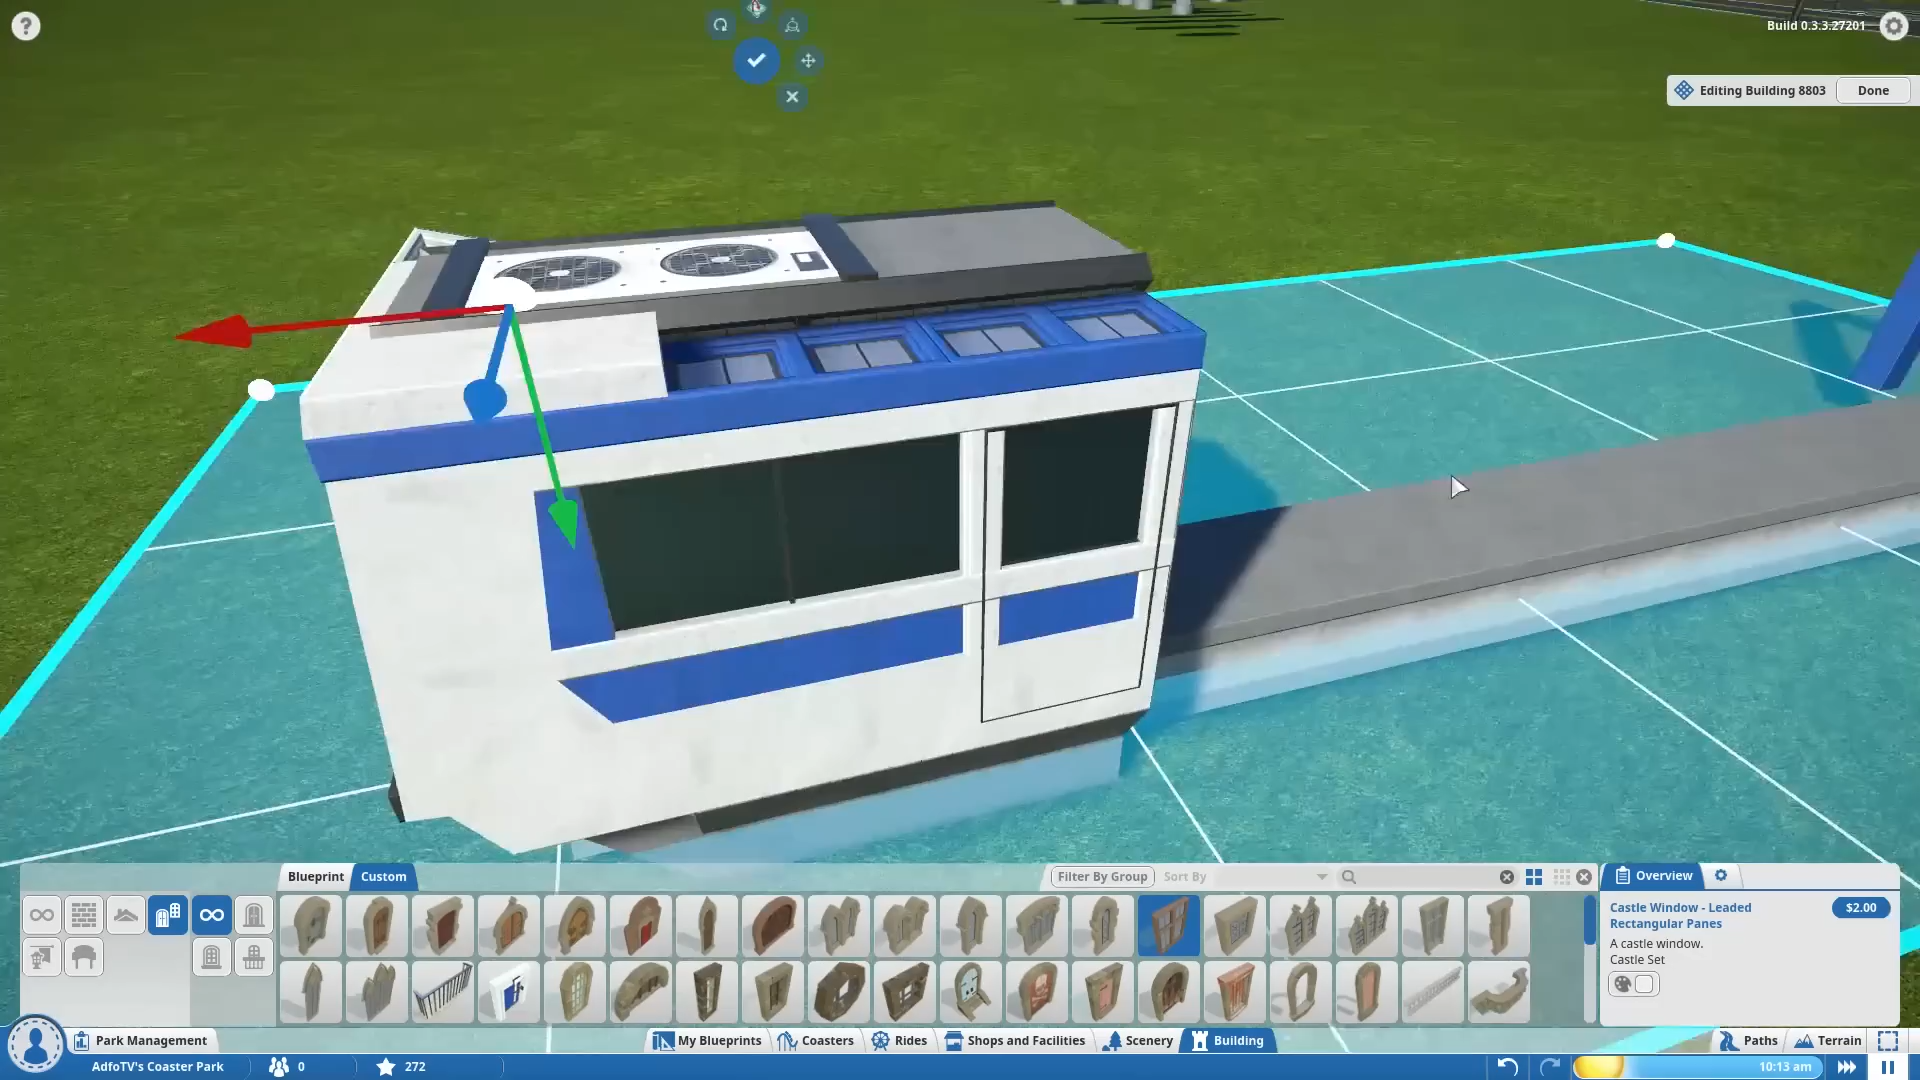 ?
Build 0.3.3.27201
Editing Building 8803
Done
Blueprint
Custom
Filter By Group
Sort By
Overview
Castle Window - Leaded
Rectangular Panes
$2.00
A castle window.
Castle Set
Park Management
My Blueprints
Coasters
Rides
Shops and Facilities
Scenery
Building
Paths
Terrain
AdfoTV's Coaster Park
0
272
10:13 am